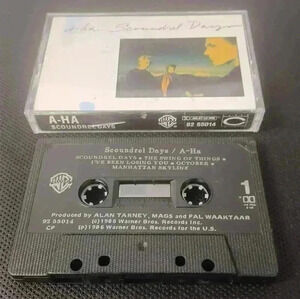 a-ha Scoundrel Days
A-HA
SCOUNDREL DAYS
92 55014
Scoundrel Days / A-Ha
SCOUNDREL DAYS • THE SWING OF THINGS •
I'VE BEEN LOSING YOU • OCTOBER •
MANHATTAN SKYLINE
1
Produced by ALAN TARNEY, MAGS and PAL WAAKTAAR
92 55014 (c)1986 Warner Bros. Records Inc.
CP (p)1986 Warner Bros. Records for the U.S.